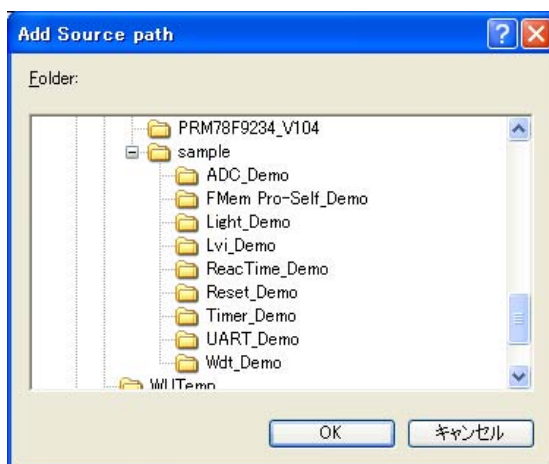 Add Source path
Folder:
PRM78F9234_V104
sample
ADC_Demo
FMem Pro-Self_Demo
Light_Demo
Lvi_Demo
ReacTime_Demo
Reset_Demo
Timer_Demo
UART_Demo
Wdt_Demo
WUTemp
OK キャンセル